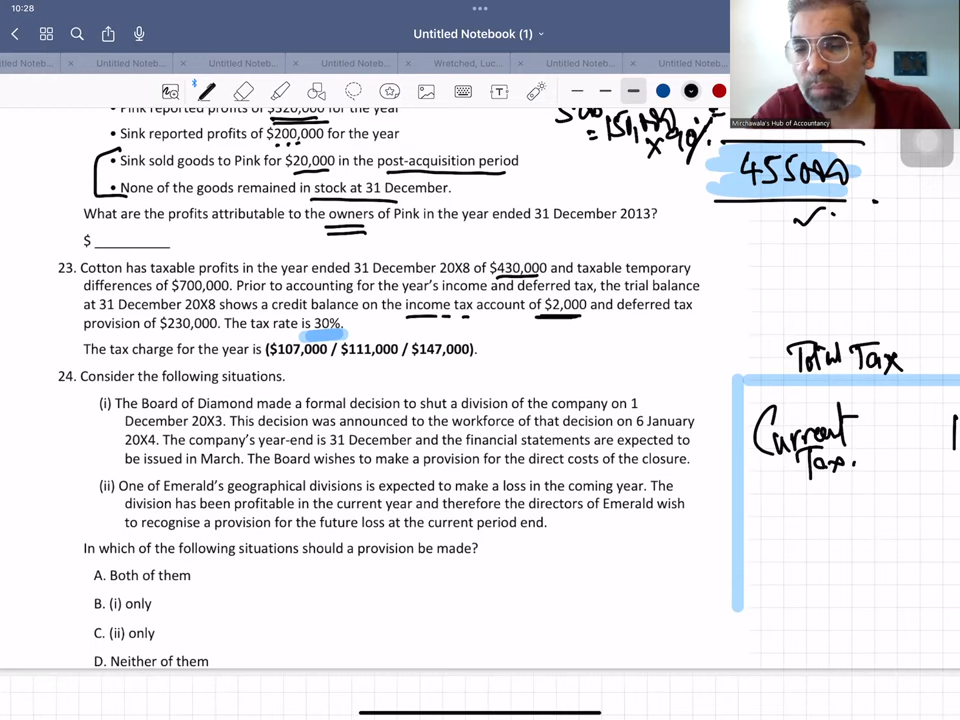 10:28
Untitled Notebook (1)
Untitled Noteb...
Untitled Noteb...
Untitled Noteb...
Wretched, Luc...
Untitled Noteb...
Untitled Noteb...
Mirchawala's Hub of Accountancy
• Pink reported profits of $320,000 for the year
• Sink reported profits of $200,000 for the year
• Sink sold goods to Pink for $20,000 in the post-acquisition period
• None of the goods remained in stock at 31 December.
What are the profits attributable to the owners of Pink in the year ended 31 December 2013?
$ __________
= 150,000
x 90%
455000
23. Cotton has taxable profits in the year ended 31 December 20X8 of $430,000 and taxable temporary
differences of $700,000. Prior to accounting for the year's income and deferred tax, the trial balance
at 31 December 20X8 shows a credit balance on the income tax account of $2,000 and deferred tax
provision of $230,000. The tax rate is 30%.
The tax charge for the year is ($107,000 / $111,000 / $147,000).
Total Tax
Current
Tax.
24. Consider the following situations.
(i) The Board of Diamond made a formal decision to shut a division of the company on 1
December 20X3. This decision was announced to the workforce of that decision on 6 January
20X4. The company's year-end is 31 December and the financial statements are expected to
be issued in March. The Board wishes to make a provision for the direct costs of the closure.
(ii) One of Emerald's geographical divisions is expected to make a loss in the coming year. The
division has been profitable in the current year and therefore the directors of Emerald wish
to recognise a provision for the future loss at the current period end.
In which of the following situations should a provision be made?
A. Both of them
B. (i) only
C. (ii) only
D. Neither of them